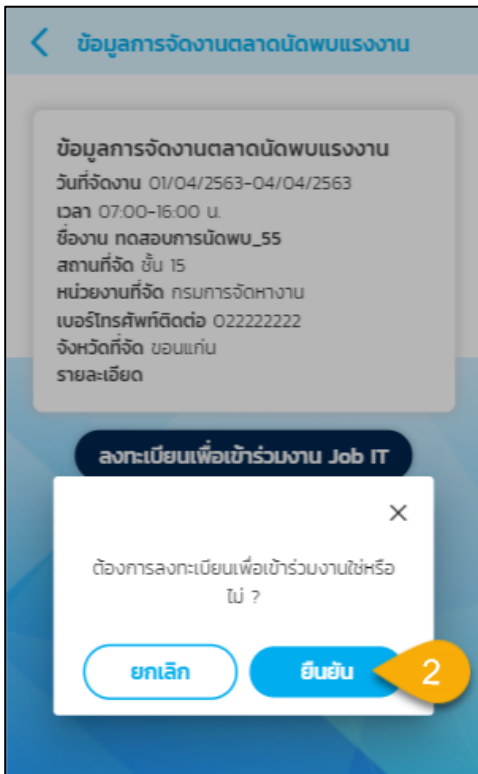 ข้อมูลการจัดงานตลาดนัดพบแรงงาน
ข้อมูลการจัดงานตลาดนัดพบแรงงาน
วันที่จัดงาน 01/04/2563-04/04/2563
เวลา 07:00-16:00 น.
ชื่องาน ทดสอบการนัดพบ_55
สถานที่จัด ชั้น 15
หน่วยงานที่จัด กรมการจัดหางาน
เบอร์โทรศัพท์ติดต่อ 022222222
จังหวัดที่จัด ขอนแก่น
รายละเอียด
ลงทะเบียนเพื่อเข้าร่วมงาน Job IT
ต้องการลงทะเบียนเพื่อเข้าร่วมงานใช่หรือ
ไม่ ?
ยกเลิก ยืนยัน 2